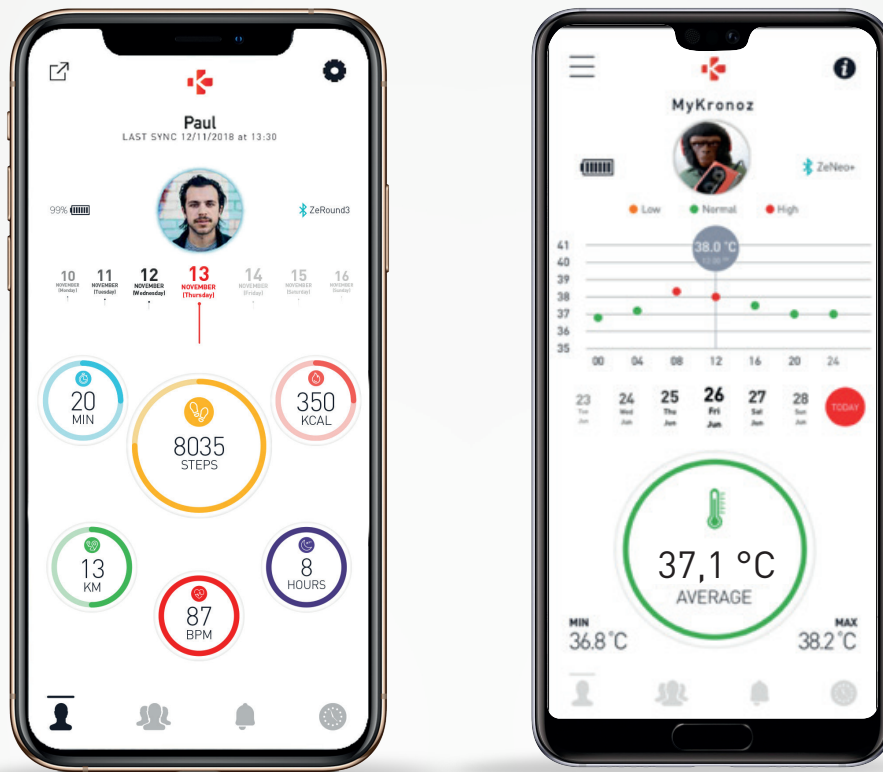 Paul
LAST SYNC 12/11/2018 at 13:30
99%
ZeRound3
10 11 12 13 14 15 16
NOVEMBER NOVEMBER NOVEMBER NOVEMBER NOVEMBER NOVEMBER NOVEMBER
(Monday) (Tuesday) (Wednesday) (Thursday) (Friday) (Saturday) (Sunday)
20
MIN
8035
STEPS
350
KCAL
13
KM
87
BPM
8
HOURS
MyKronoz
ZeNeo+
Low Normal High
38.0 °C
41
40
39
38
37
36
35
00 04 08 12 16 20 24
23 24 25 26 27 28 TODAY
Tue Wed Thu Fri Sat Sun
Jun Jun Jun Jun Jun Jun
37,1 °C
AVERAGE
MIN
36.8 °C
MAX
38.2 °C